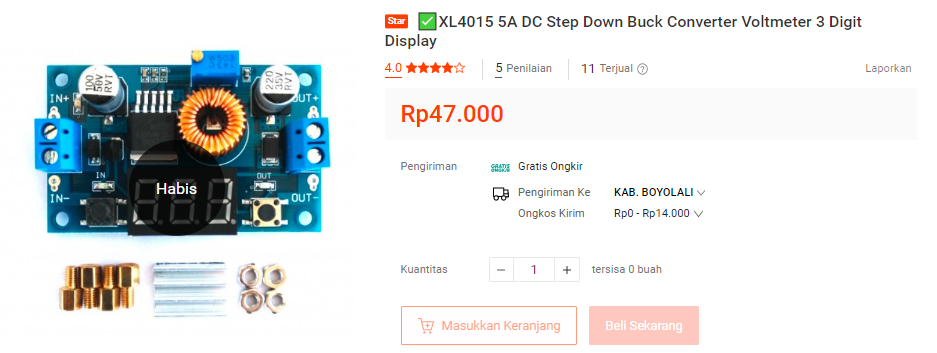 Star ✅XL4015 5A DC Step Down Buck Converter Voltmeter 3 Digit
Display
4.0 5 Penilaian 11 Terjual ? Laporkan
Rp47.000
Pengiriman GRATIS ONGKIR Gratis Ongkir
Pengiriman Ke KAB. BOYOLALI
Ongkos Kirim Rp0 - Rp14.000
Kuantitas − 1 + tersisa 0 buah
Masukkan Keranjang Beli Sekarang
100
50V
RVT
220
35V
RVT
IN+
OUT+
IN
OUT
Habis
IN-
OUT-